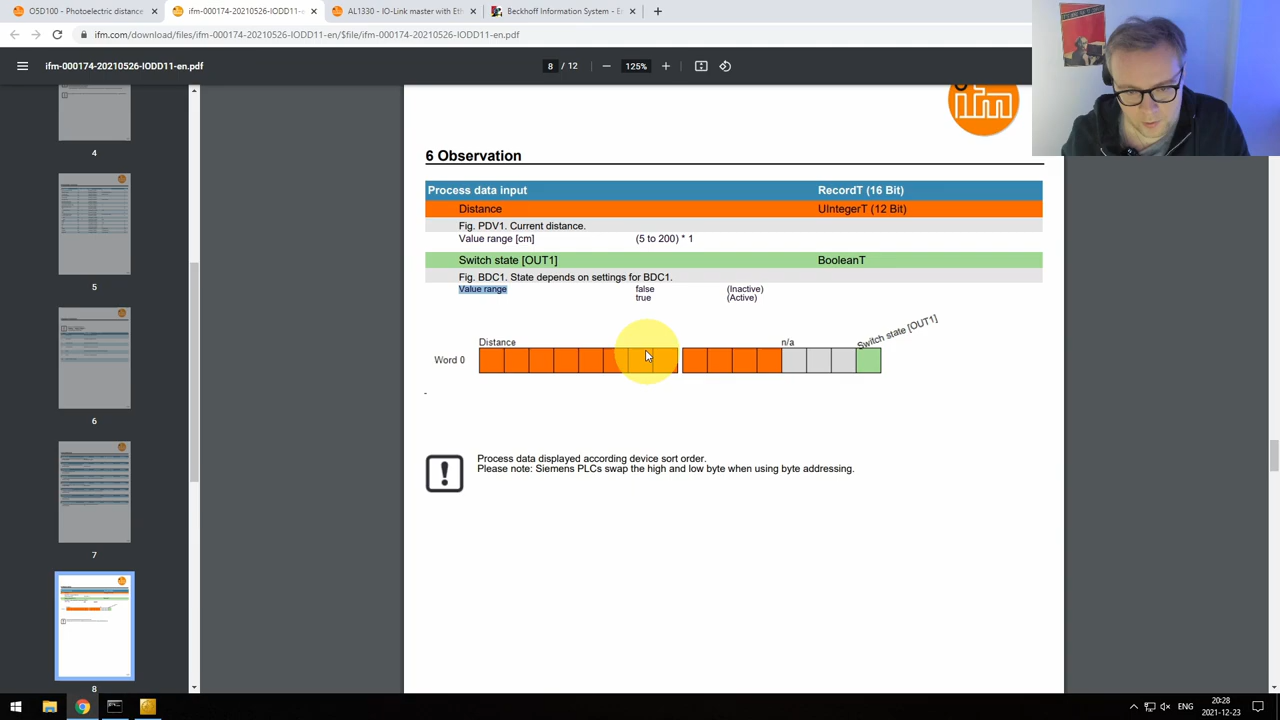 O5D100 - Photoelectric distance
ifm-000174-20210526-IODD11-en
AL1330 - IO-Link master with Eth
Beckhoff Information System - En
ifm.com/download/files/ifm-000174-20210526-IODD11-en/$file/ifm-000174-20210526-IODD11-en.pdf
ifm-000174-20210526-IODD11-en.pdf
8 / 12
125%
ifm
4
5
6
7
8
6 Observation
Process data input RecordT (16 Bit)
Distance UIntegerT (12 Bit)
Fig. PDV1. Current distance.
Value range [cm] (5 to 200) * 1
Switch state [OUT1] BooleanT
Fig. BDC1. State depends on settings for BDC1.
Value range false (Inactive)
true (Active)
Distance n/a Switch state [OUT1]
Word 0
-
Process data displayed according device sort order.
Please note: Siemens PLCs swap the high and low byte when using byte addressing.
ENG
20:28
2021-12-23